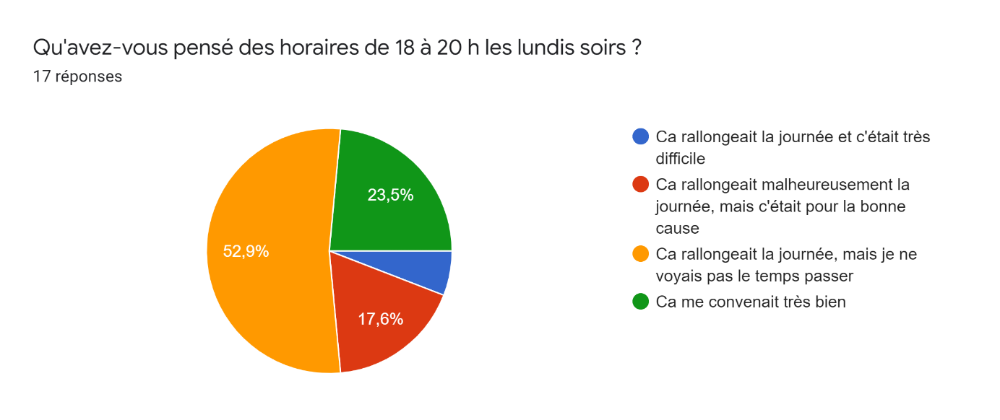 Qu'avez-vous pensé des horaires de 18 à 20 h les lundis soirs ?
17 réponses
23,5%
52,9%
17,6%
Ca rallongeait la journée et c'était très
difficile
Ca rallongeait malheureusement la
journée, mais c'était pour la bonne
cause
Ca rallongeait la journée, mais je ne
voyais pas le temps passer
Ca me convenait très bien